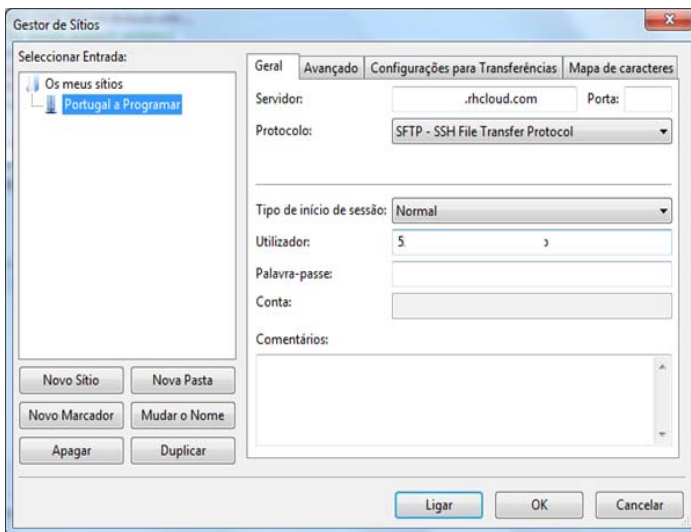 Gestor de Sítios
Seleccionar Entrada:
Os meus sítios
Portugal a Programar
Novo Sítio
Nova Pasta
Novo Marcador
Mudar o Nome
Apagar
Duplicar
Geral
Avançado
Configurações para Transferências
Mapa de caracteres
Servidor: .rhcloud.com Porta:
Protocolo: SFTP - SSH File Transfer Protocol
Tipo de início de sessão: Normal
Utilizador: 5
Palavra-passe:
Conta:
Comentários:
Ligar
OK
Cancelar